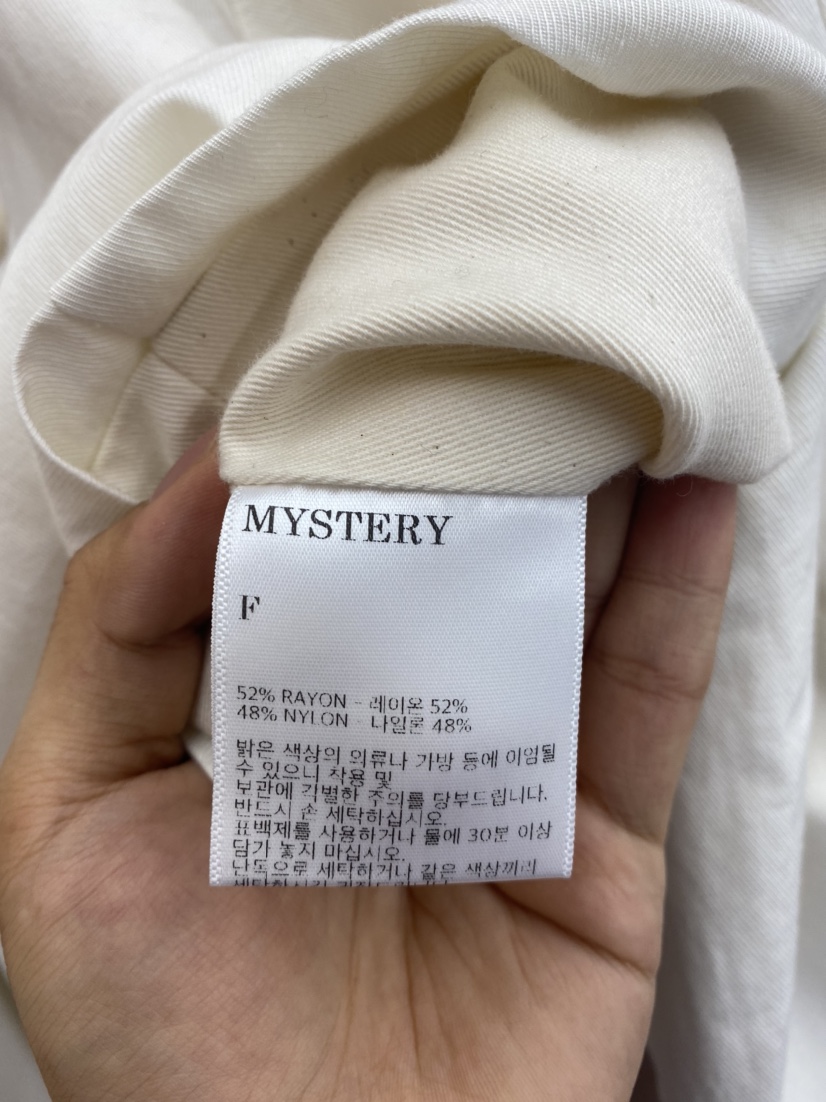 MYSTERY
F
52% RAYON - 레이온 52%
48% NYLON - 나일론 48%
밝은 색상의 의류나 가방 등에 이염될
수 있으니 착용 및
보관에 각별한 주의를 당부드립니다.
반드시 손 세탁하십시오.
표백제를 사용하거나 물에 30분 이상
담가 놓지 마십시오.
단독으로 세탁하거나 같은 색상끼리